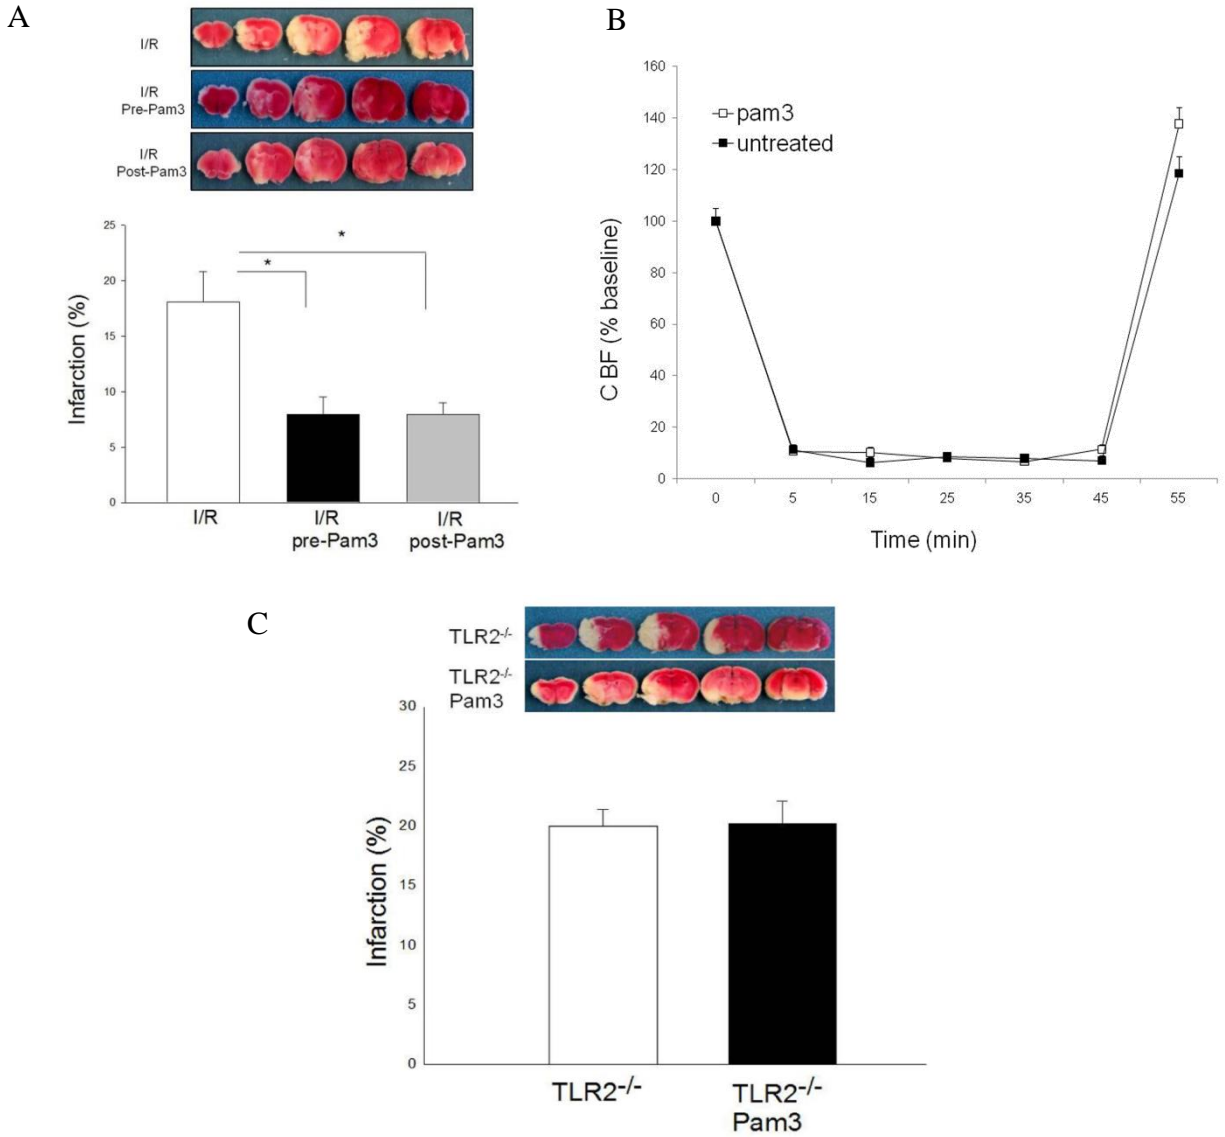 A
I/R
I/R
Pre-Pam3
I/R
Post-Pam3
25
20
15
10
5
0
Infarction (%)
*
*
I/R
I/R
pre-Pam3
I/R
post-Pam3
B
160
140
120
100
80
60
40
20
0
C BF (% baseline)
pam3
untreated
0 5 15 25 35 45 55
Time (min)
C
TLR2-/-
TLR2-/-
Pam3
30
25
20
15
10
5
0
Infarction (%)
TLR2-/-
TLR2-/-
Pam3